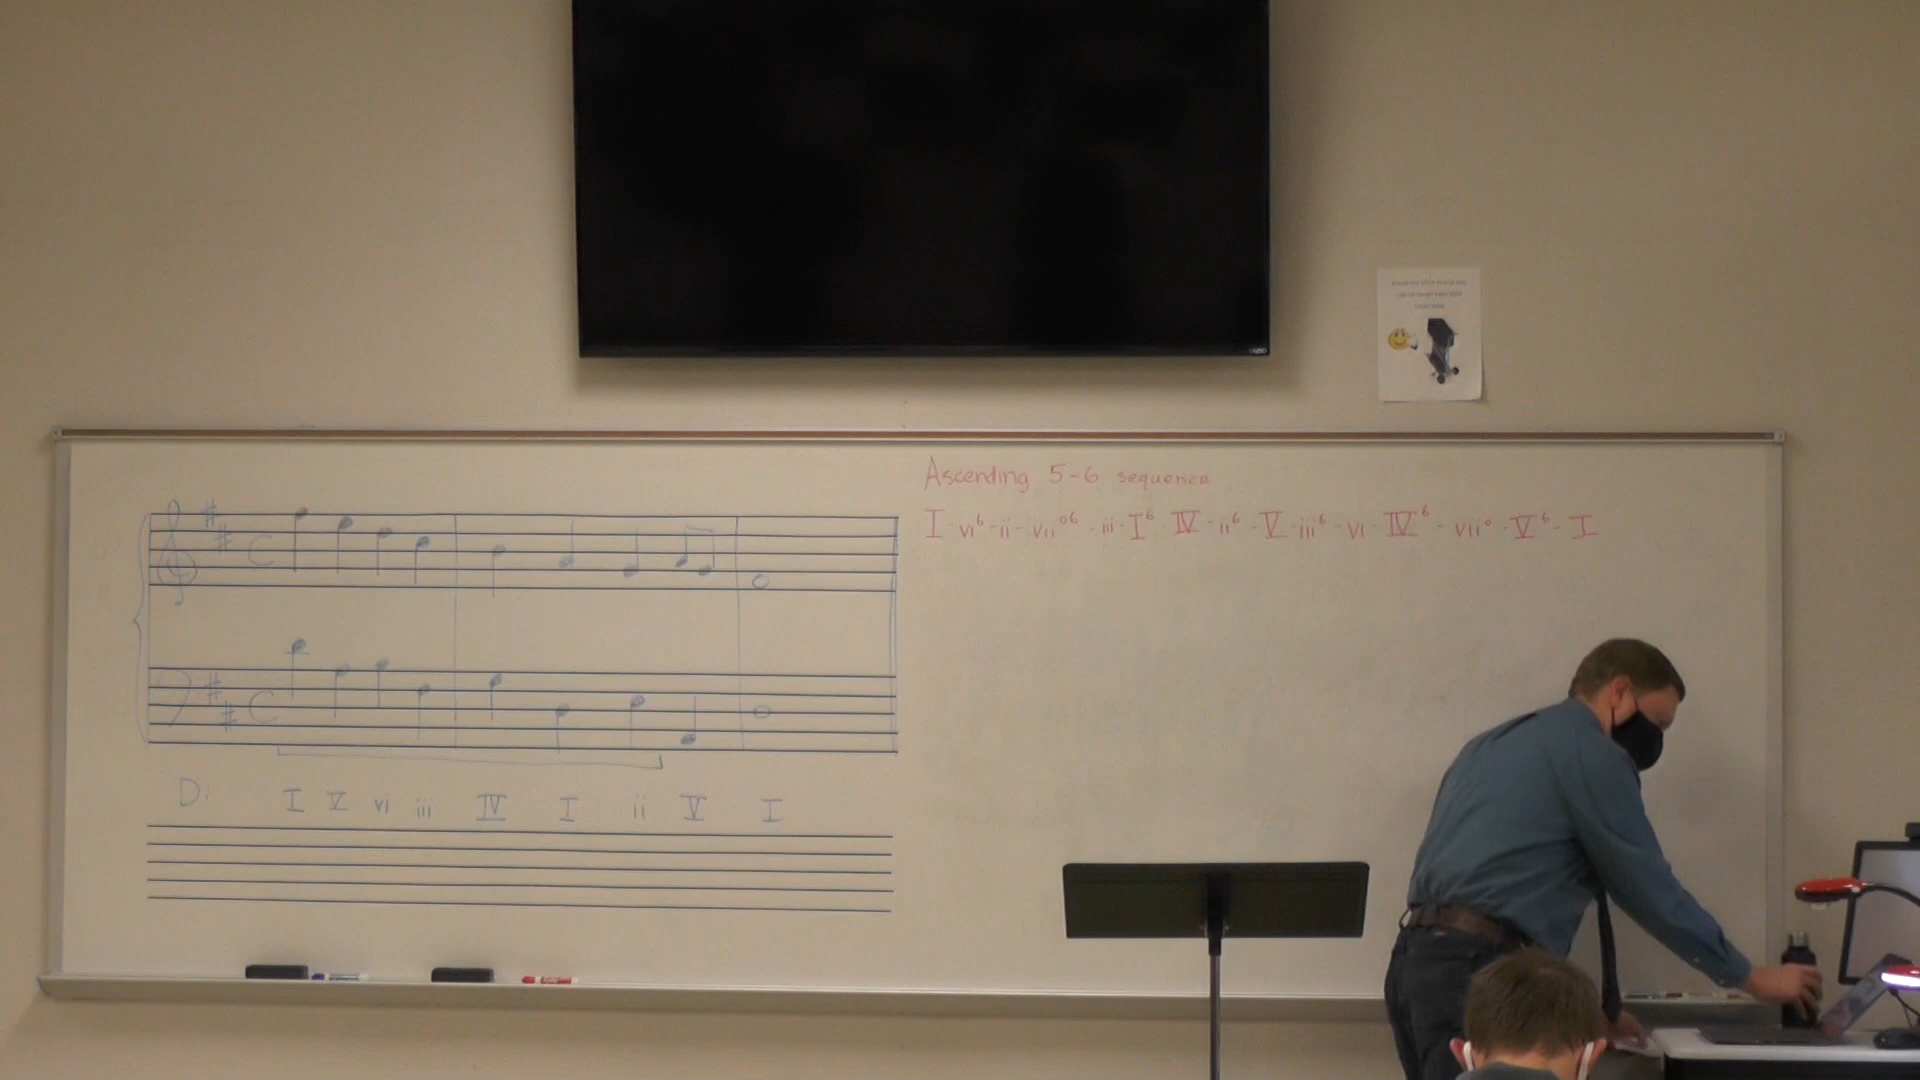 Ascending 5-6 sequence
I - vi⁶ - ii - vii°⁶ - iii - I⁶ - IV - ii⁶ - V - iii⁶ - vi - IV⁶ - vii° - V⁶ - I
D: I V vi iii IV I ii V I